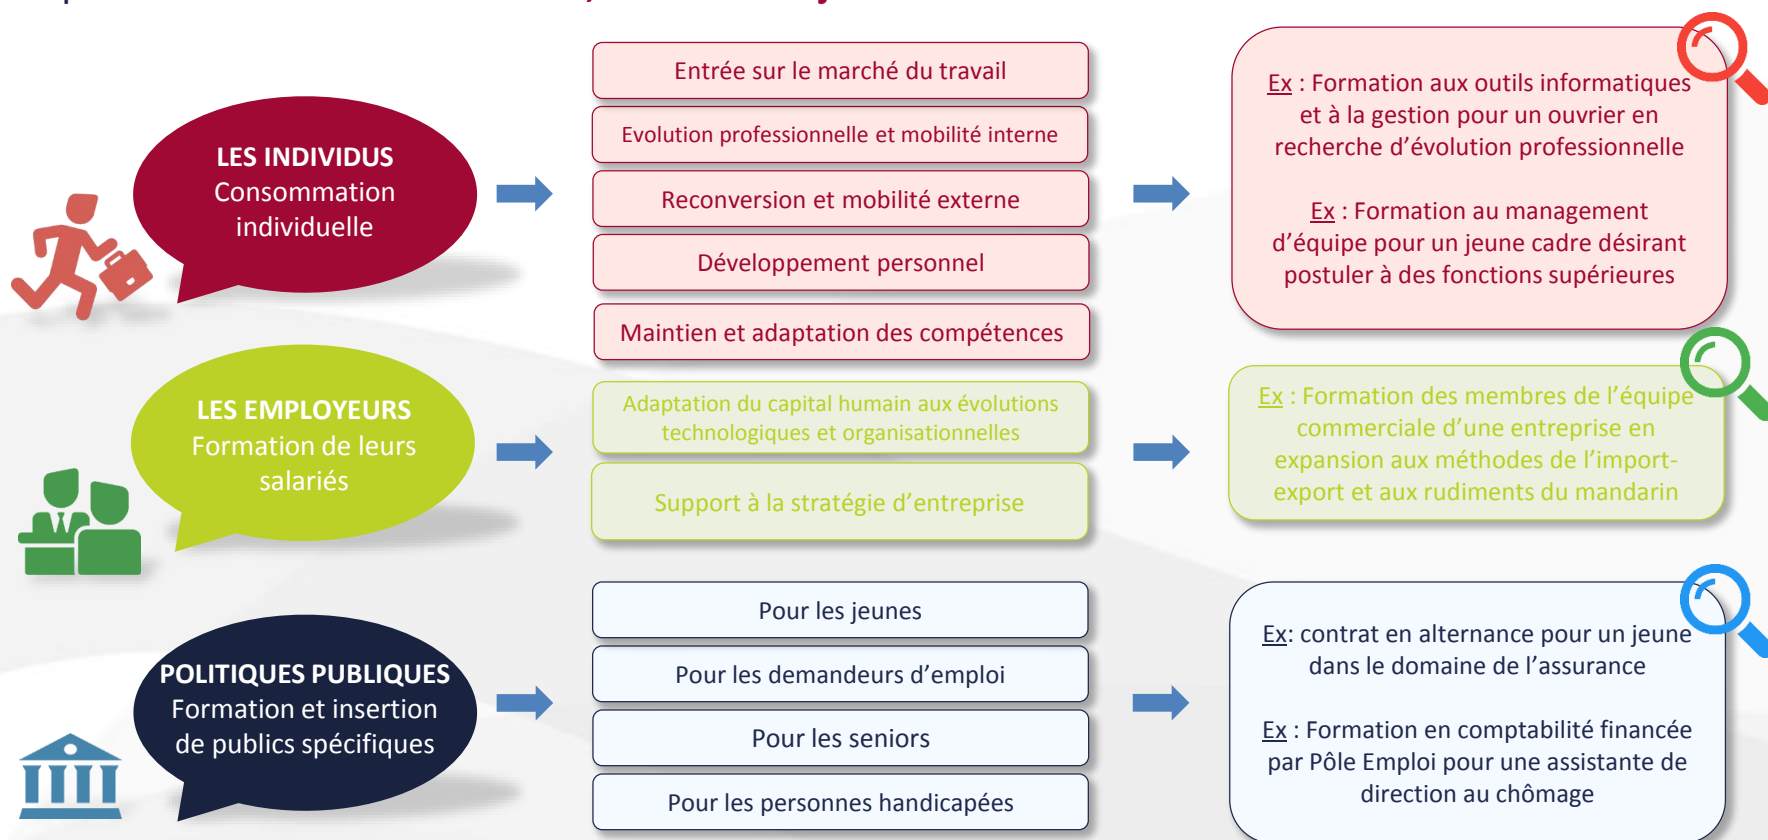 LES INDIVIDUS
Consommation
individuelle
Entrée sur le marché du travail
Evolution professionnelle et mobilité interne
Reconversion et mobilité externe
Développement personnel
Maintien et adaptation des compétences
Ex : Formation aux outils informatiques
et à la gestion pour un ouvrier en
recherche d’évolution professionnelle
Ex : Formation au management
d’équipe pour un jeune cadre désirant
postuler à des fonctions supérieures
LES EMPLOYEURS
Formation de leurs
salariés
Adaptation du capital humain aux évolutions
technologiques et organisationnelles
Support à la stratégie d’entreprise
Ex : Formation des membres de l’équipe
commerciale d’une entreprise en
expansion aux méthodes de l’import-
export et aux rudiments du mandarin
POLITIQUES PUBLIQUES
Formation et insertion
de publics spécifiques
Pour les jeunes
Pour les demandeurs d’emploi
Pour les seniors
Pour les personnes handicapées
Ex: contrat en alternance pour un jeune
dans le domaine de l’assurance
Ex : Formation en comptabilité financée
par Pôle Emploi pour une assistante de
direction au chômage